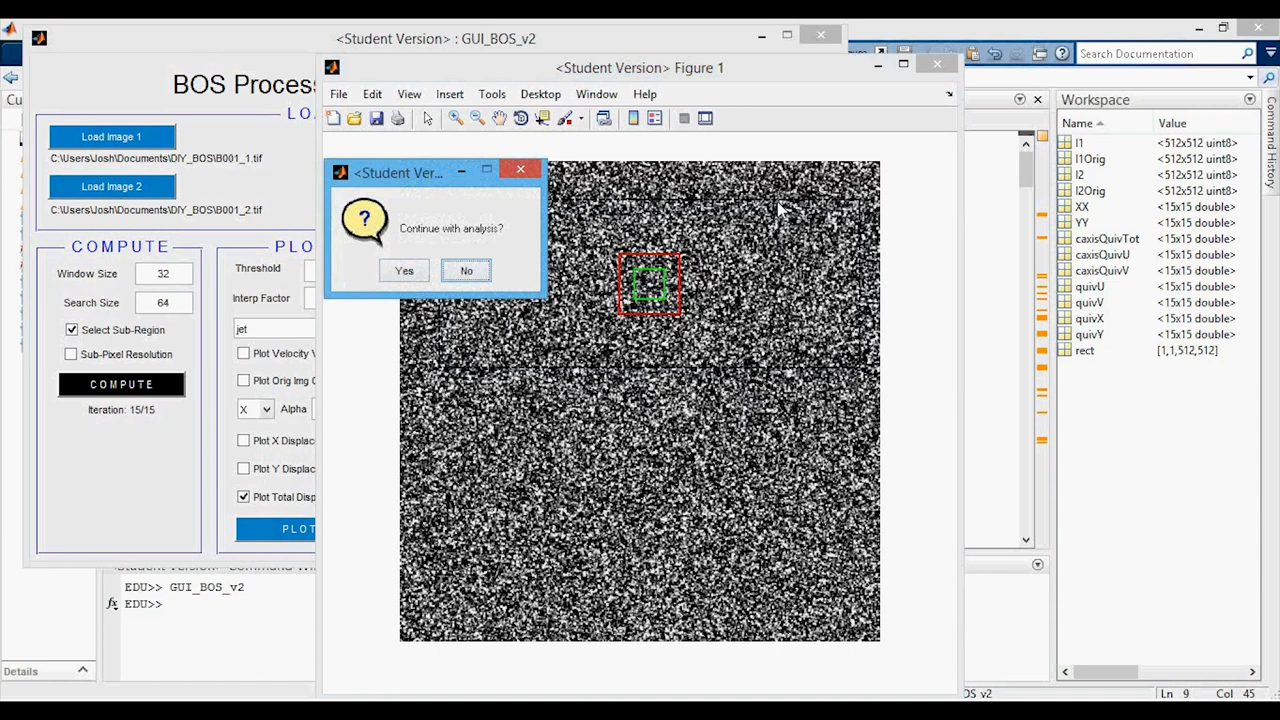 <Student Version> : GUI_BOS_v2
Search Documentation
BOS Proces
LO
Load Image 1
C:\Users\Josh\Documents\DIY_BOS\B001_1.tif
Load Image 2
C:\Users\Josh\Documents\DIY_BOS\B001_2.tif
COMPUTE
Window Size
32
Search Size
64
Select Sub-Region
Sub-Pixel Resolution
COMPUTE
Iteration: 15/15
PLO
Threshold
Interp Factor
jet
Plot Velocity V
Plot Orig Img O
X
Alpha
Plot X Displac
Plot Y Displac
Plot Total Disp
PLOT
EDU>> GUI_BOS_v2
fx
EDU>>
Details
<Student Version> Figure 1
File Edit View Insert Tools Desktop Window Help
<Student Ver...
?
Continue with analysis?
Yes
No
Cu
Workspace
Name
Value
I1 <512x512 uint8>
I1Orig <512x512 uint8>
I2 <512x512 uint8>
I2Orig <512x512 uint8>
XX <15x15 double>
YY <15x15 double>
caxisQuivTot <15x15 double>
caxisQuivU <15x15 double>
caxisQuivV <15x15 double>
quivU <15x15 double>
quivV <15x15 double>
quivX <15x15 double>
quivY <15x15 double>
rect [1,1,512,512]
Command History
OS_v2
Ln 9 Col 45